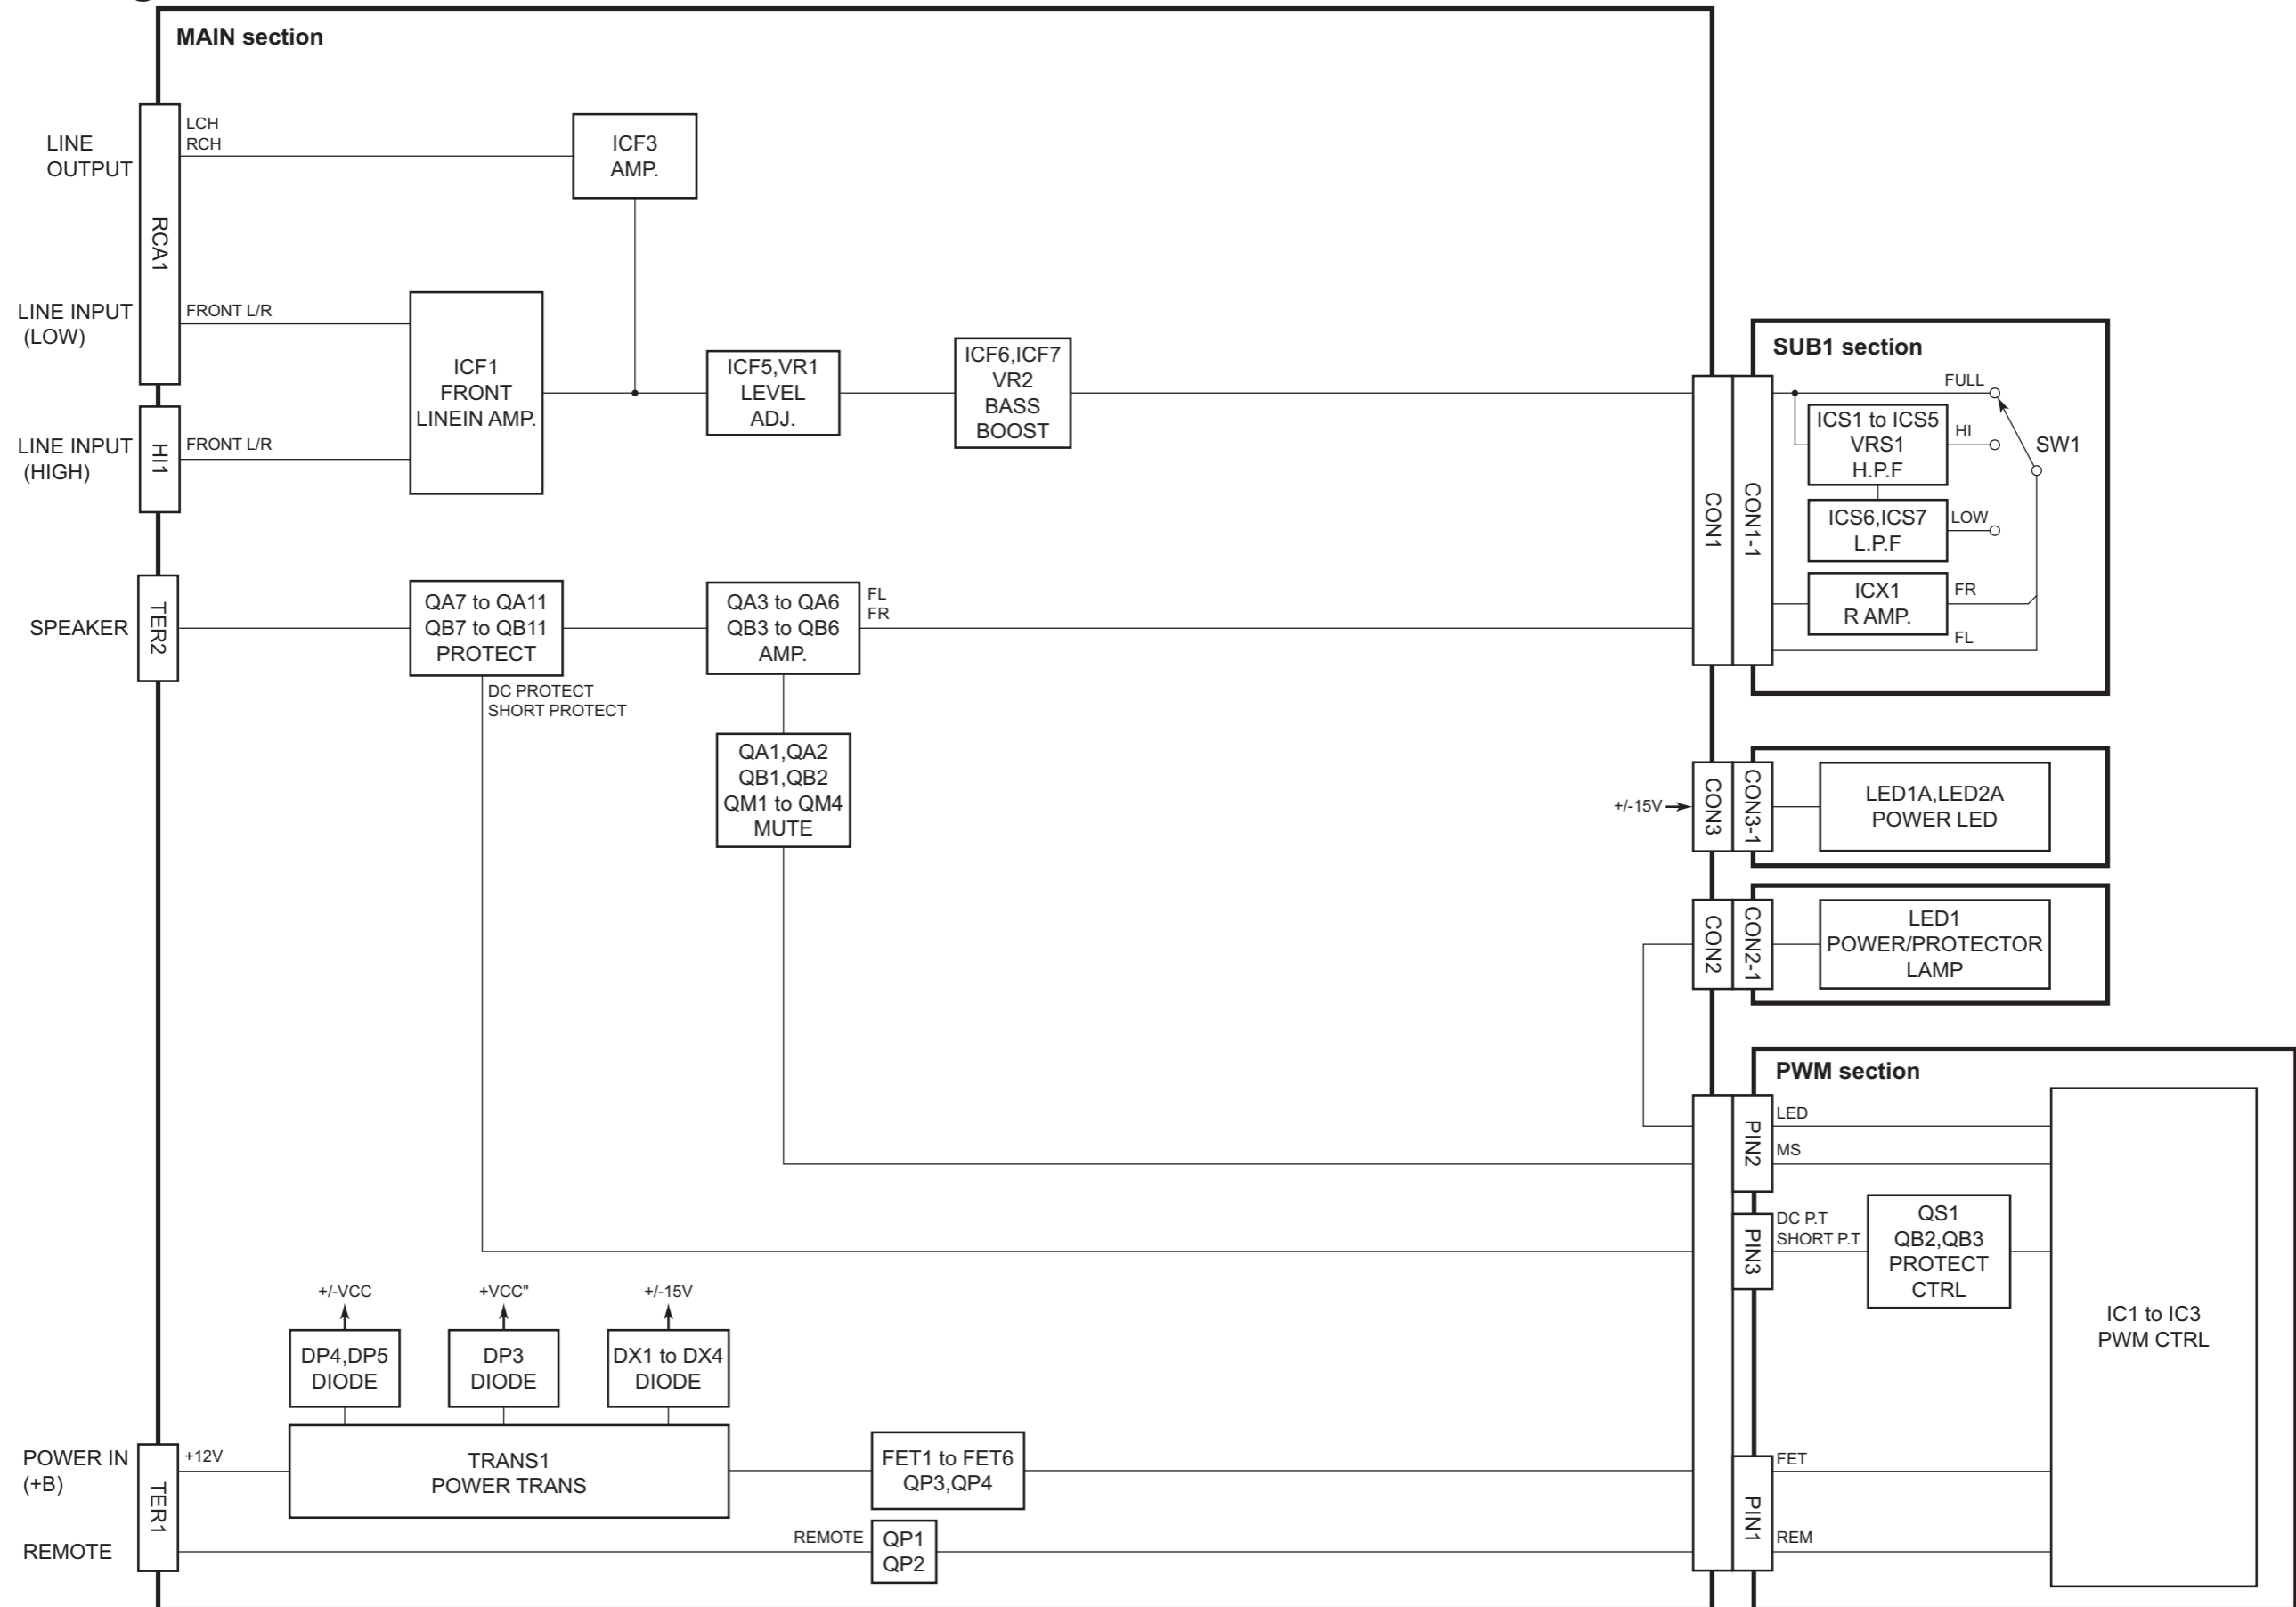 MAIN section
LINE
OUTPUT
RCA1
LCH
RCH
ICF3
AMP.
LINE INPUT
(LOW)
FRONT L/R
LINE INPUT
(HIGH)
HI1
FRONT L/R
ICF1
FRONT
LINEIN AMP.
ICF5,VR1
LEVEL
ADJ.
ICF6,ICF7
VR2
BASS
BOOST
CON1
CON1-1
SUB1 section
FULL
ICS1 to ICS5
VRS1
H.P.F
HI
SW1
ICS6,ICS7
L.P.F
LOW
ICX1
R AMP.
FR
FL
SPEAKER
TER2
QA7 to QA11
QB7 to QB11
PROTECT
DC PROTECT
SHORT PROTECT
QA3 to QA6
QB3 to QB6
AMP.
FL
FR
QA1,QA2
QB1,QB2
QM1 to QM4
MUTE
+/-15V
CON3
CON3-1
LED1A,LED2A
POWER LED
CON2
CON2-1
LED1
POWER/PROTECTOR
LAMP
PWM section
PIN2
LED
MS
PIN3
DC P.T
SHORT P.T
QS1
QB2,QB3
PROTECT
CTRL
IC1 to IC3
PWM CTRL
+/-VCC
DP4,DP5
DIODE
+VCC"
DP3
DIODE
+/-15V
DX1 to DX4
DIODE
POWER IN
(+B)
TER1
+12V
TRANS1
POWER TRANS
FET1 to FET6
QP3,QP4
PIN1
FET
REMOTE
REMOTE
QP1
QP2
REM